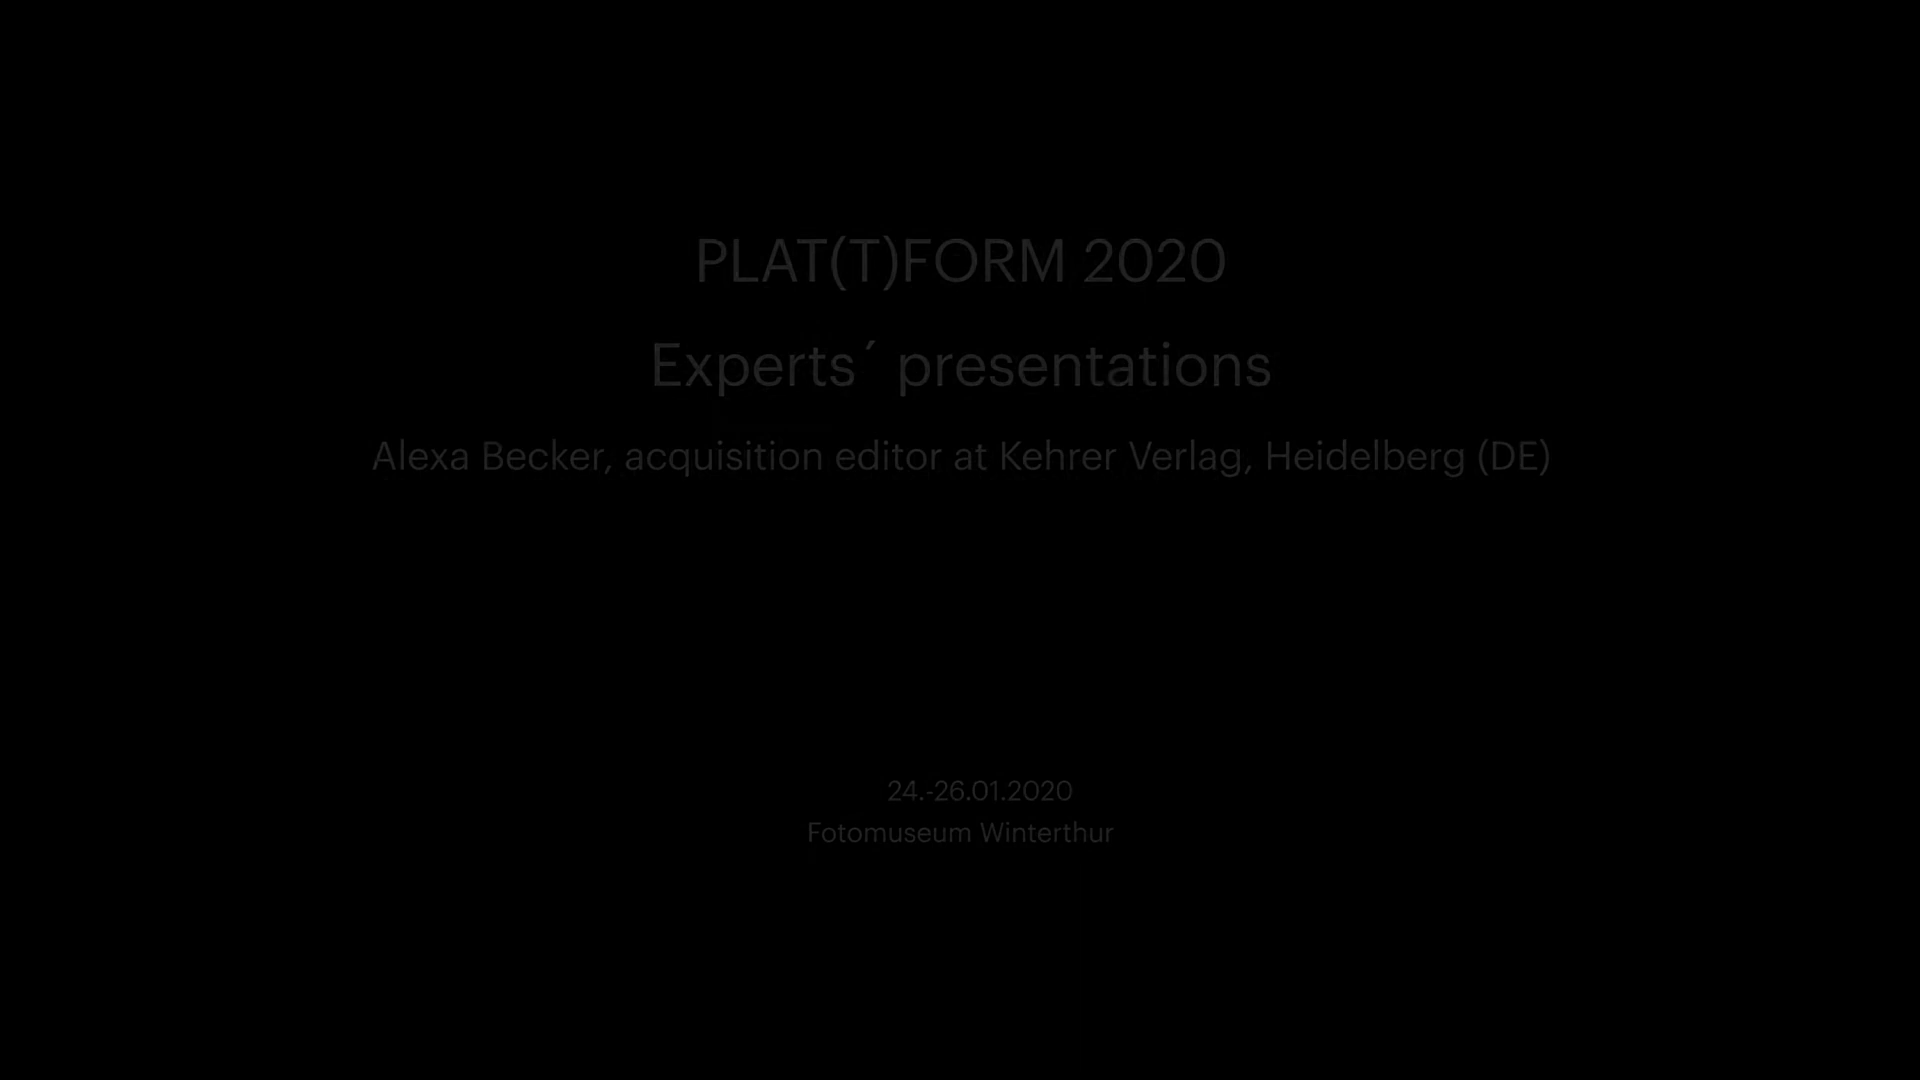 PLAT(T)FORM 2020
Experts´ presentations
Alexa Becker, acquisition editor at Kehrer Verlag, Heidelberg (DE)
24.-26.01.2020
Fotomuseum Winterthur